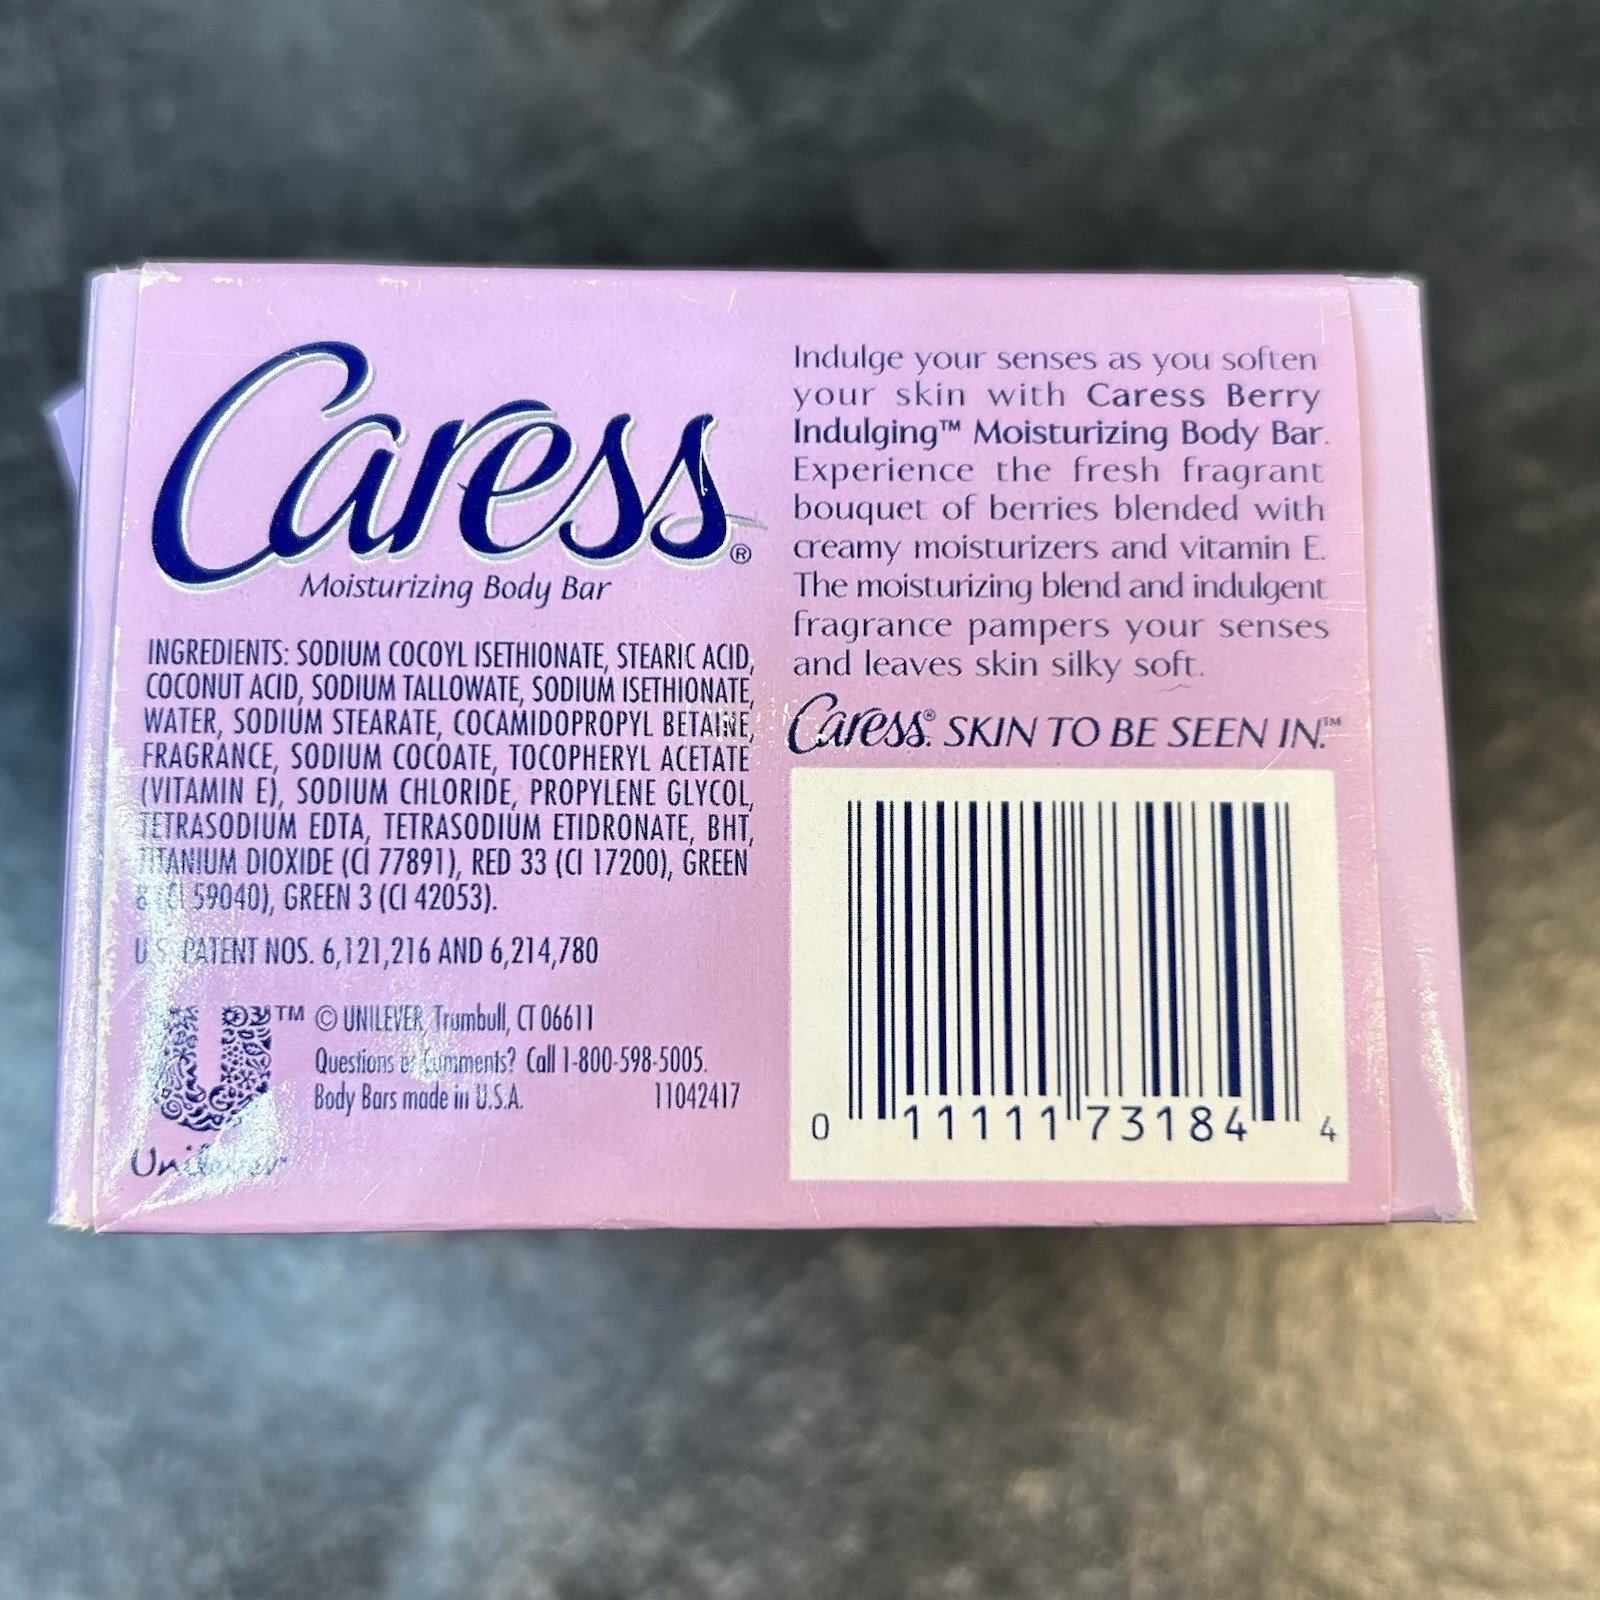 Caress®
Moisturizing Body Bar
INGREDIENTS: SODIUM COCOYL ISETHIONATE, STEARIC ACID,
COCONUT ACID, SODIUM TALLOWATE, SODIUM ISETHIONATE,
WATER, SODIUM STEARATE, COCAMIDOPROPYL BETAINE,
FRAGRANCE, SODIUM COCOATE, TOCOPHERYL ACETATE
(VITAMIN E), SODIUM CHLORIDE, PROPYLENE GLYCOL,
TETRASODIUM EDTA, TETRASODIUM ETIDRONATE, BHT,
TITANIUM DIOXIDE (CI 77891), RED 33 (CI 17200), GREEN
8 (CI 59040), GREEN 3 (CI 42053).
U.S. PATENT NOS. 6,121,216 AND 6,214,780
U™
Unilever
© UNILEVER, Trumbull, CT 06611
Questions or Comments? Call 1-800-598-5005.
Body Bars made in U.S.A. 11042417
Indulge your senses as you soften
your skin with Caress Berry
Indulging™ Moisturizing Body Bar.
Experience the fresh fragrant
bouquet of berries blended with
creamy moisturizers and vitamin E.
The moisturizing blend and indulgent
fragrance pampers your senses
and leaves skin silky soft.
Caress®. SKIN TO BE SEEN IN.™
0 11111 73184 4